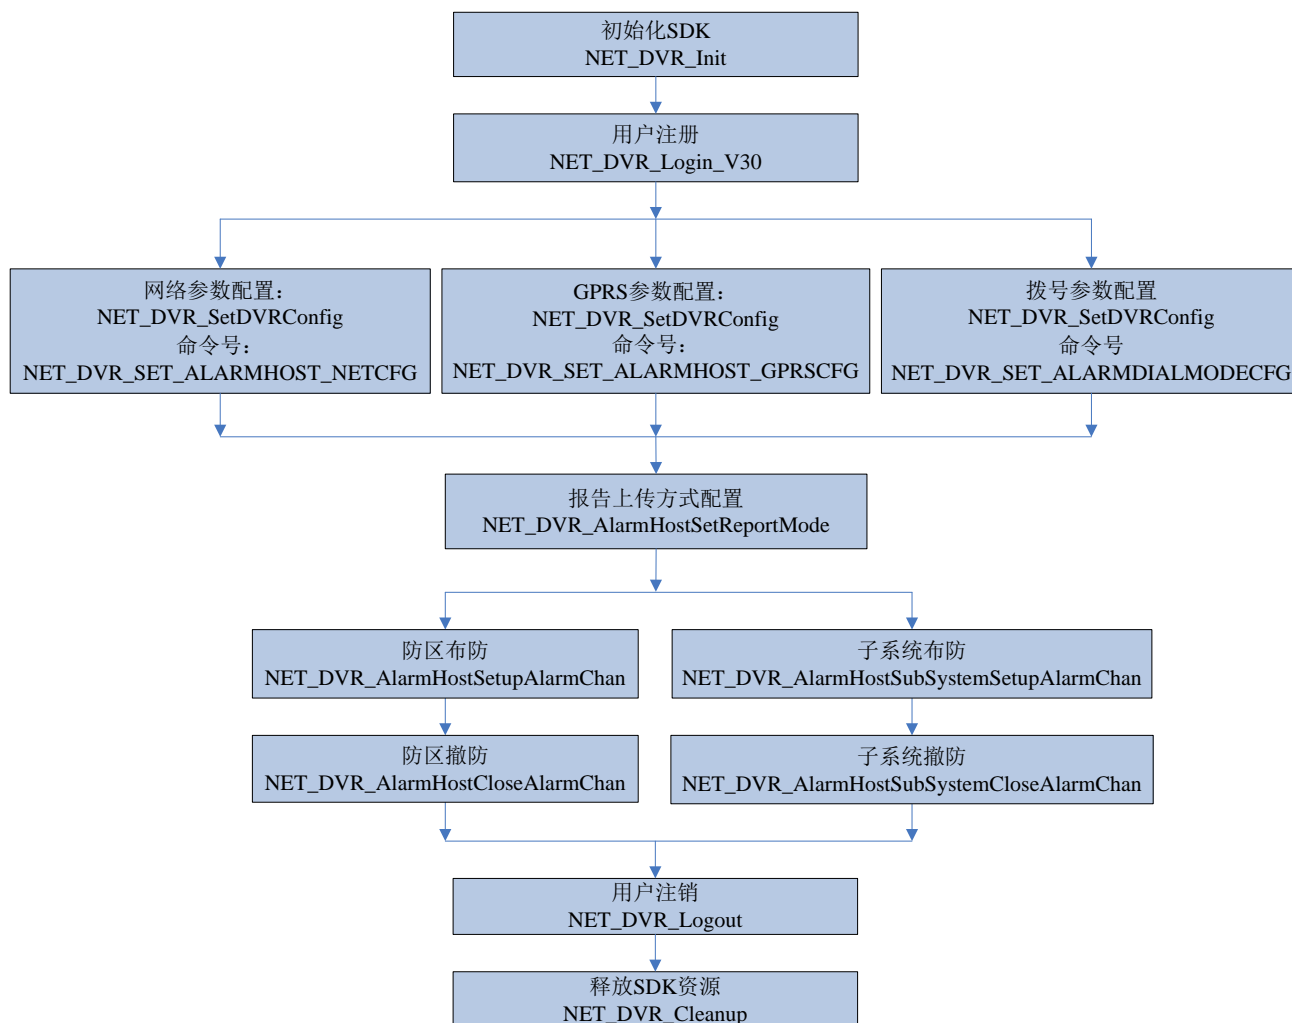 初始化SDK
NET_DVR_Init
用户注册
NET_DVR_Login_V30
网络参数配置：
NET_DVR_SetDVRConfig
命令号：
NET_DVR_SET_ALARMHOST_NETCFG
GPRS参数配置：
NET_DVR_SetDVRConfig
命令号：
NET_DVR_SET_ALARMHOST_GPRSCFG
拨号参数配置
NET_DVR_SetDVRConfig
命令号
NET_DVR_SET_ALARMDIALMODECFG
报告上传方式配置
NET_DVR_AlarmHostSetReportMode
防区布防
NET_DVR_AlarmHostSetupAlarmChan
子系统布防
NET_DVR_AlarmHostSubSystemSetupAlarmChan
防区撤防
NET_DVR_AlarmHostCloseAlarmChan
子系统撤防
NET_DVR_AlarmHostSubSystemCloseAlarmChan
用户注销
NET_DVR_Logout
释放SDK资源
NET_DVR_Cleanup